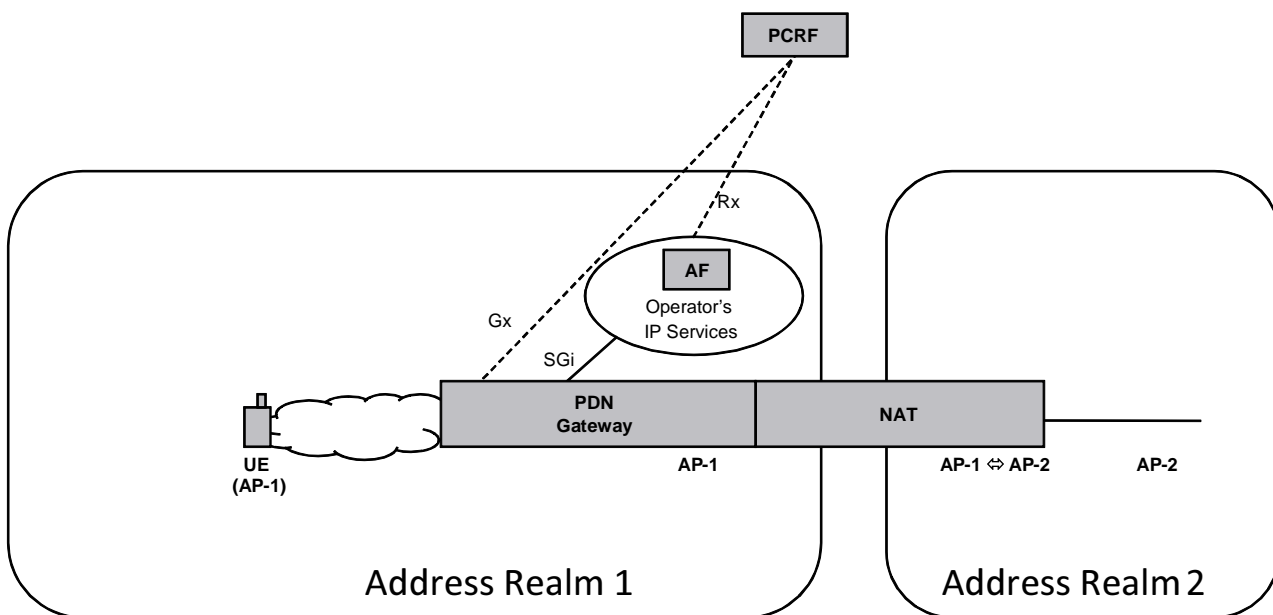 PCRF
Rx
AF
Operator's
IP Services
Gx
SGi
PDN
Gateway
NAT
UE
(AP-1)
AP-1
AP-1 ⇔ AP-2
AP-2
Address Realm 1
Address Realm 2